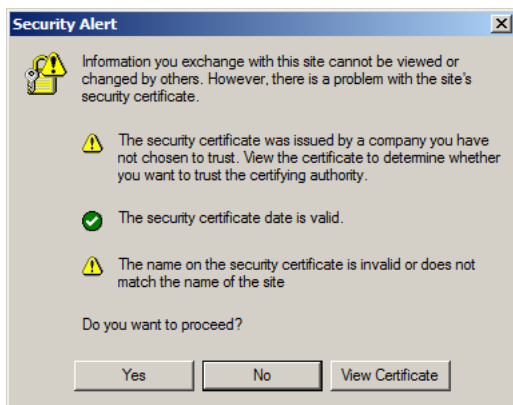 Security Alert
Information you exchange with this site cannot be viewed or
changed by others. However, there is a problem with the site's
security certificate.
The security certificate was issued by a company you have
not chosen to trust. View the certificate to determine whether
you want to trust the certifying authority.
The security certificate date is valid.
The name on the security certificate is invalid or does not
match the name of the site
Do you want to proceed?
Yes
No
View Certificate